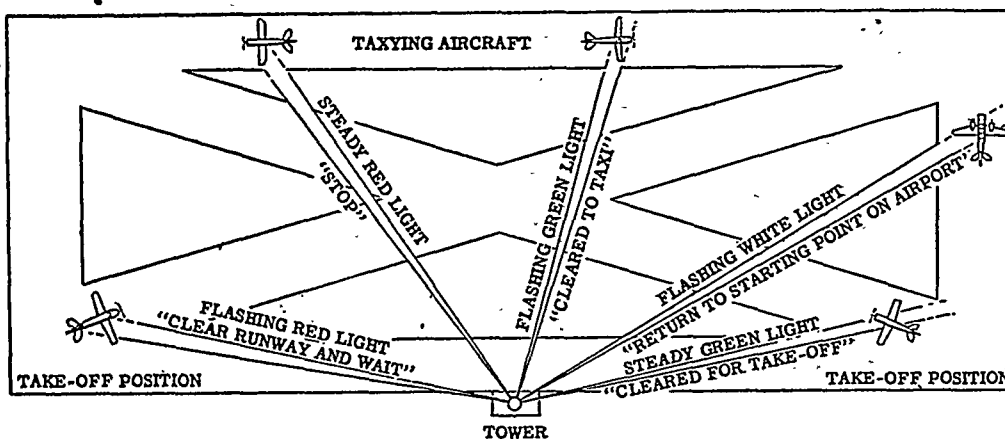 TAXYING AIRCRAFT
STEADY RED LIGHT
"STOP"
FLASHING GREEN LIGHT
"CLEARED TO TAXI"
FLASHING WHITE LIGHT
"RETURN TO STARTING POINT ON AIRPORT"
FLASHING RED LIGHT
"CLEAR RUNWAY AND WAIT"
STEADY GREEN LIGHT
"CLEARED FOR TAKE-OFF"
TAKE-OFF POSITION
TAKE-OFF POSITION
TOWER